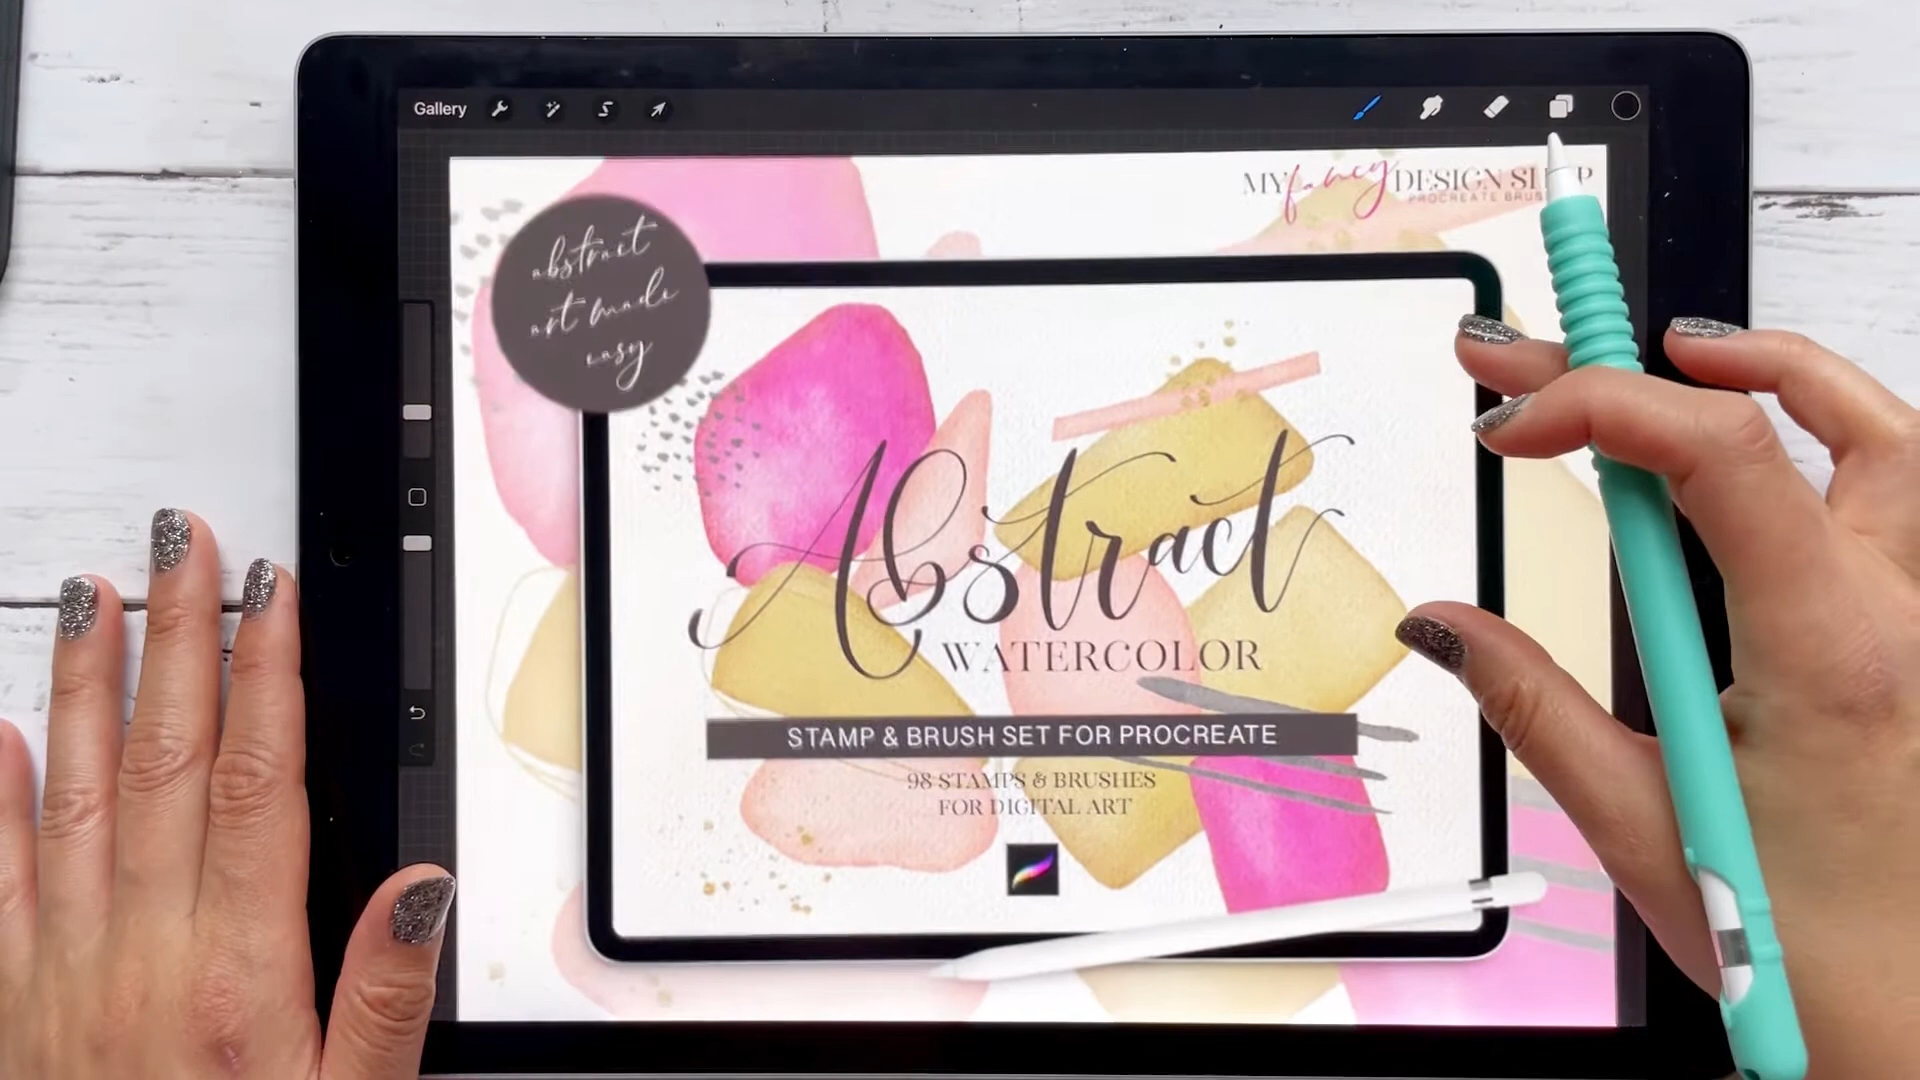 Gallery
MY fancy DESIGN
PROCREATE
abstract
art made
easy
Abstract
WATERCOLOR
STAMP & BRUSH SET FOR PROCREATE
98 STAMPS & BRUSHES
FOR DIGITAL ART